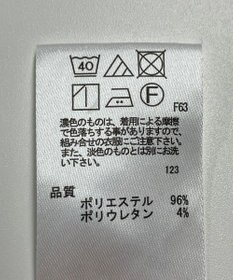 40
F
F63
濃色のものは、着用による摩擦
で色落ちする事がありますので、
組み合せの衣服にご注意下さい。
また、淡色のものとは別にお洗
い下さい。
123
品質
ポリエステル 96%
ポリウレタン 4%